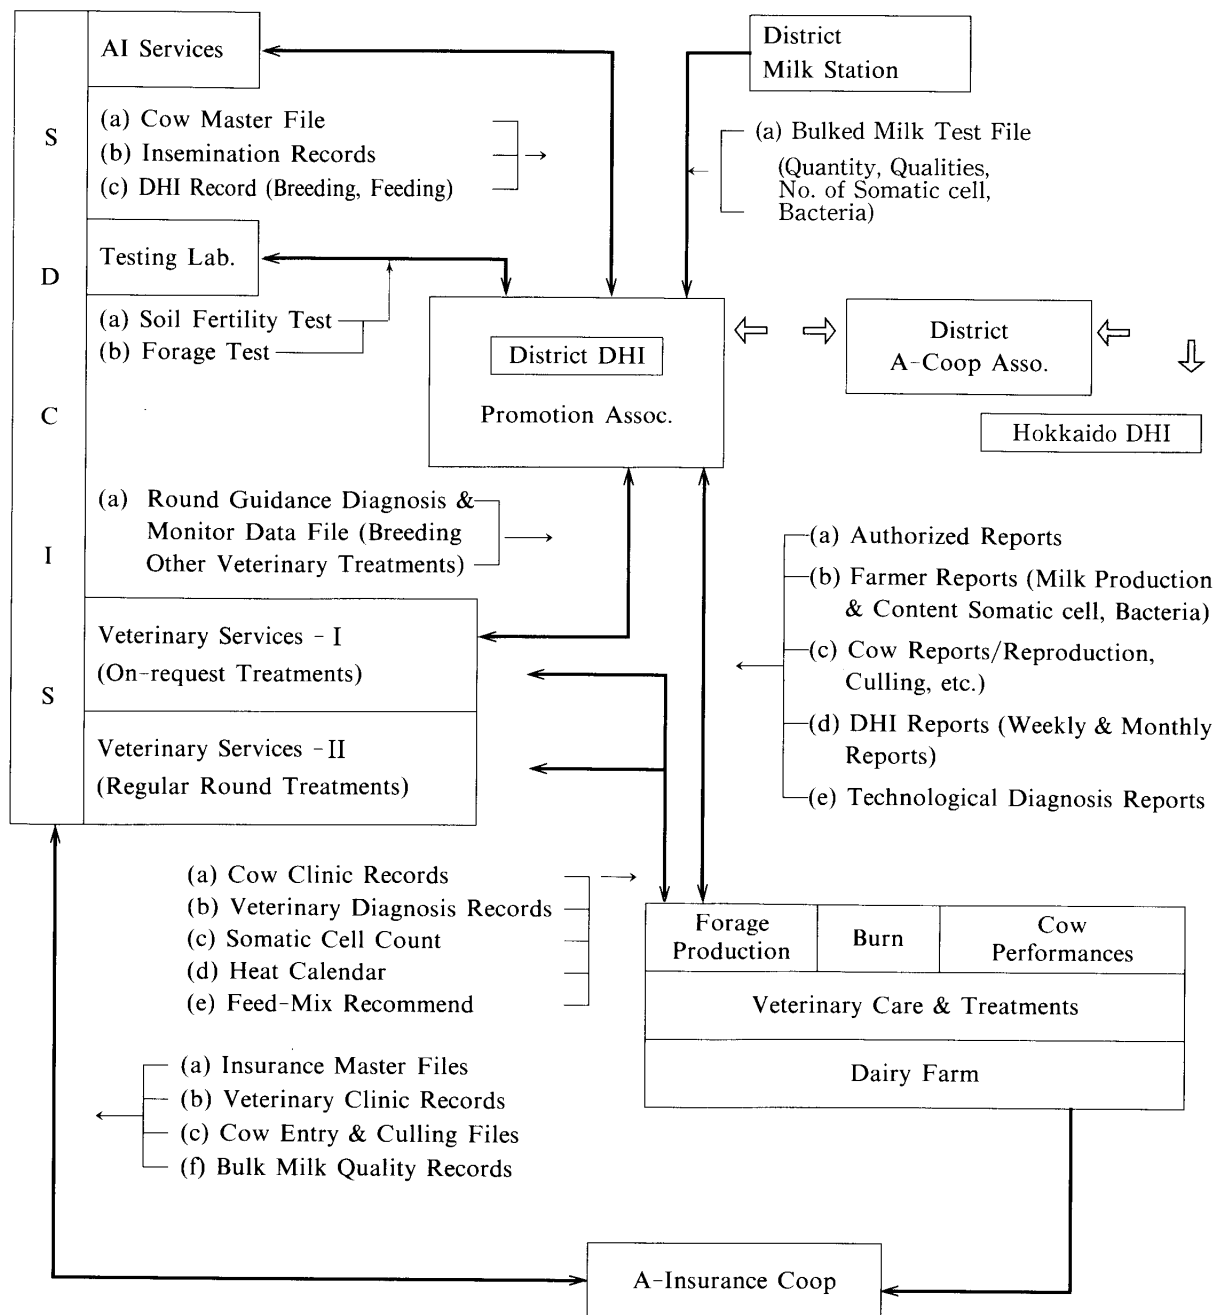 S
D
C
I
S
AI Services
(a) Cow Master File
(b) Insemination Records
(c) DHI Record (Breeding, Feeding)
District
Milk Station
(a) Bulked Milk Test File
(Quantity, Qualities,
No. of Somatic cell,
Bacteria)
Testing Lab.
(a) Soil Fertility Test
(b) Forage Test
District DHI
Promotion Assoc.
District
A-Coop Asso.
Hokkaido DHI
(a) Round Guidance Diagnosis &
Monitor Data File (Breeding
Other Veterinary Treatments)
(a) Authorized Reports
(b) Farmer Reports (Milk Production
& Content Somatic cell, Bacteria)
(c) Cow Reports/Reproduction,
Culling, etc.)
(d) DHI Reports (Weekly & Monthly
Reports)
(e) Technological Diagnosis Reports
Veterinary Services - I
(On-request Treatments)
Veterinary Services - II
(Regular Round Treatments)
(a) Cow Clinic Records
(b) Veterinary Diagnosis Records
(c) Somatic Cell Count
(d) Heat Calendar
(e) Feed-Mix Recommend
Forage
Production
Burn
Cow
Performances
Veterinary Care & Treatments
Dairy Farm
(a) Insurance Master Files
(b) Veterinary Clinic Records
(c) Cow Entry & Culling Files
(f) Bulk Milk Quality Records
A-Insurance Coop